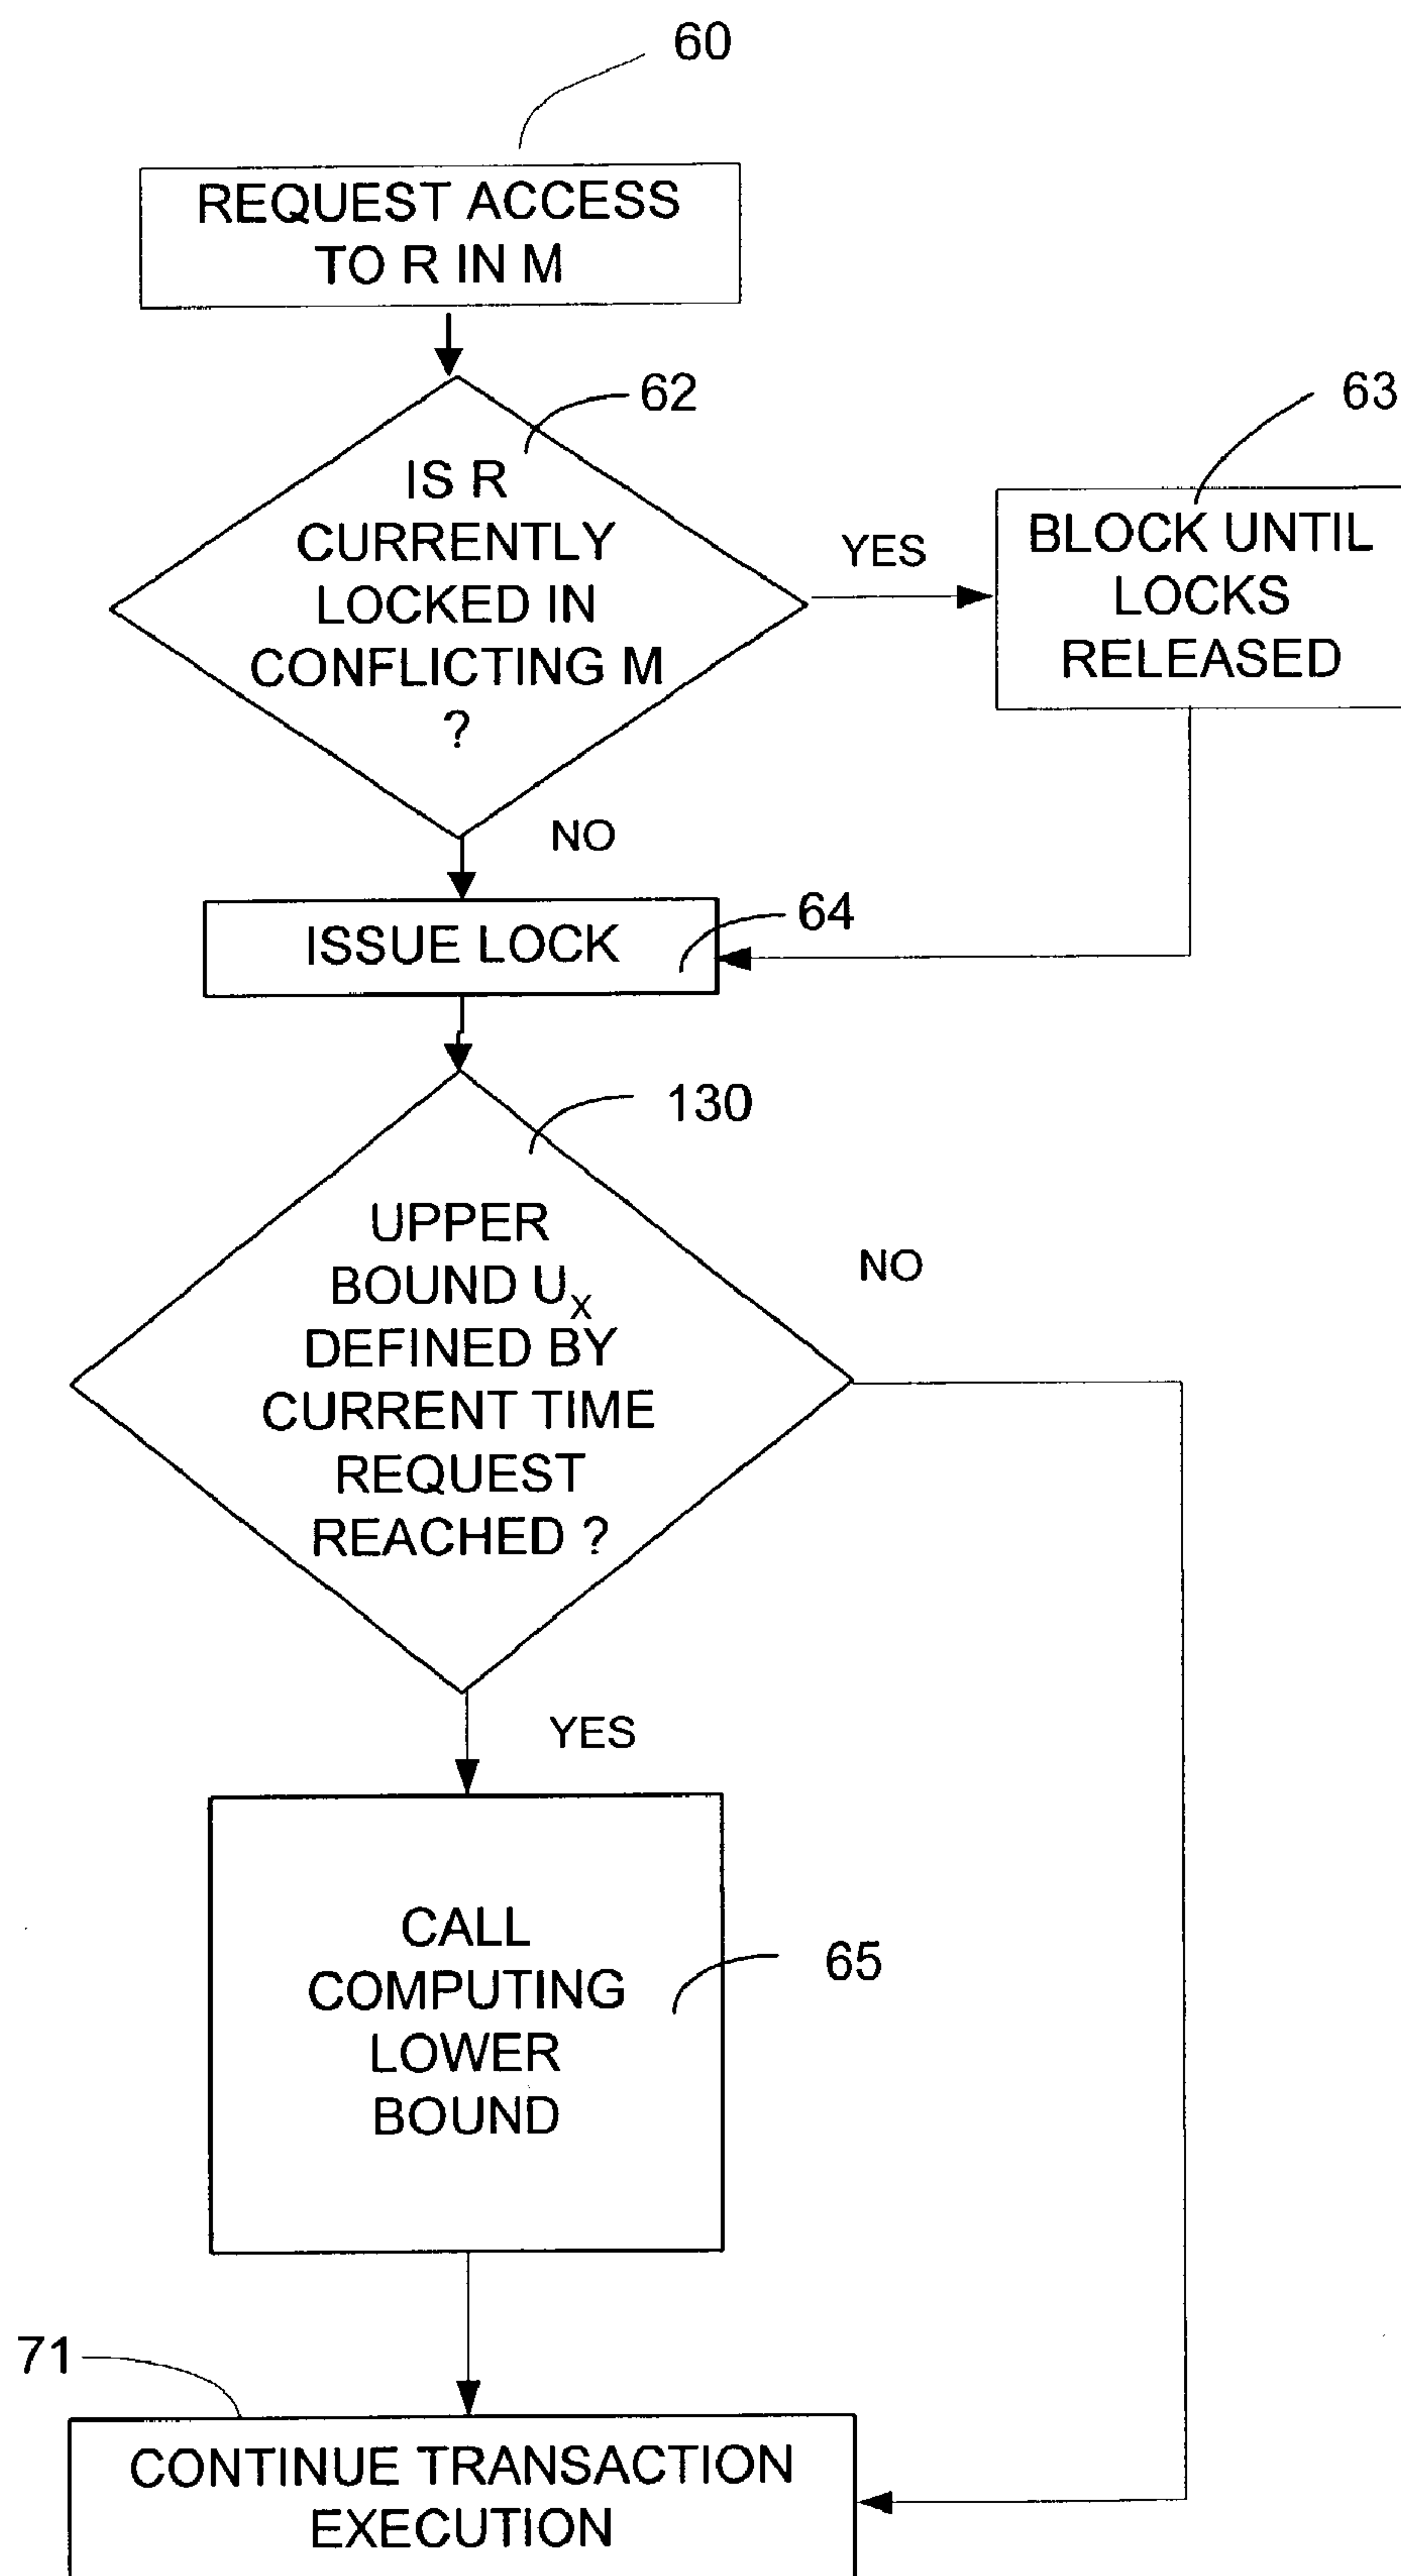 60
REQUEST ACCESS
TO R IN M
62
IS R
CURRENTLY
LOCKED IN
CONFLICTING M
?
YES
63
BLOCK UNTIL
LOCKS
RELEASED
NO
64
ISSUE LOCK
130
UPPER
BOUND Ux
DEFINED BY
CURRENT TIME
REQUEST
REACHED ?
NO
YES
CALL
COMPUTING
LOWER
BOUND
65
71
CONTINUE TRANSACTION
EXECUTION